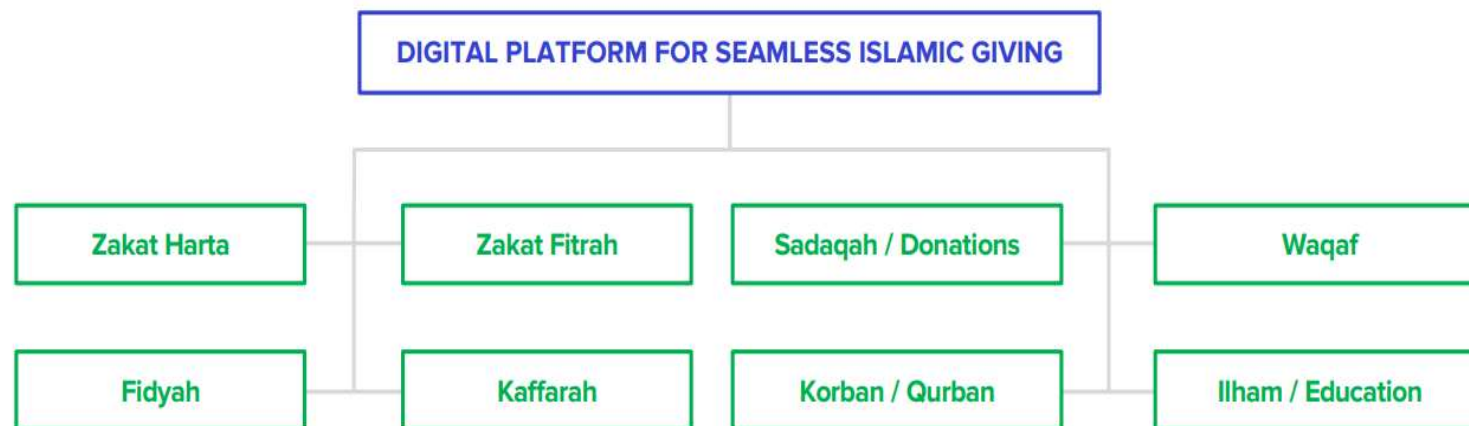 DIGITAL PLATFORM FOR SEAMLESS ISLAMIC GIVING
Zakat Harta
Zakat Fitrah
Sadaqah / Donations
Waqaf
Fidyah
Kaffarah
Korban / Qurban
Ilham / Education